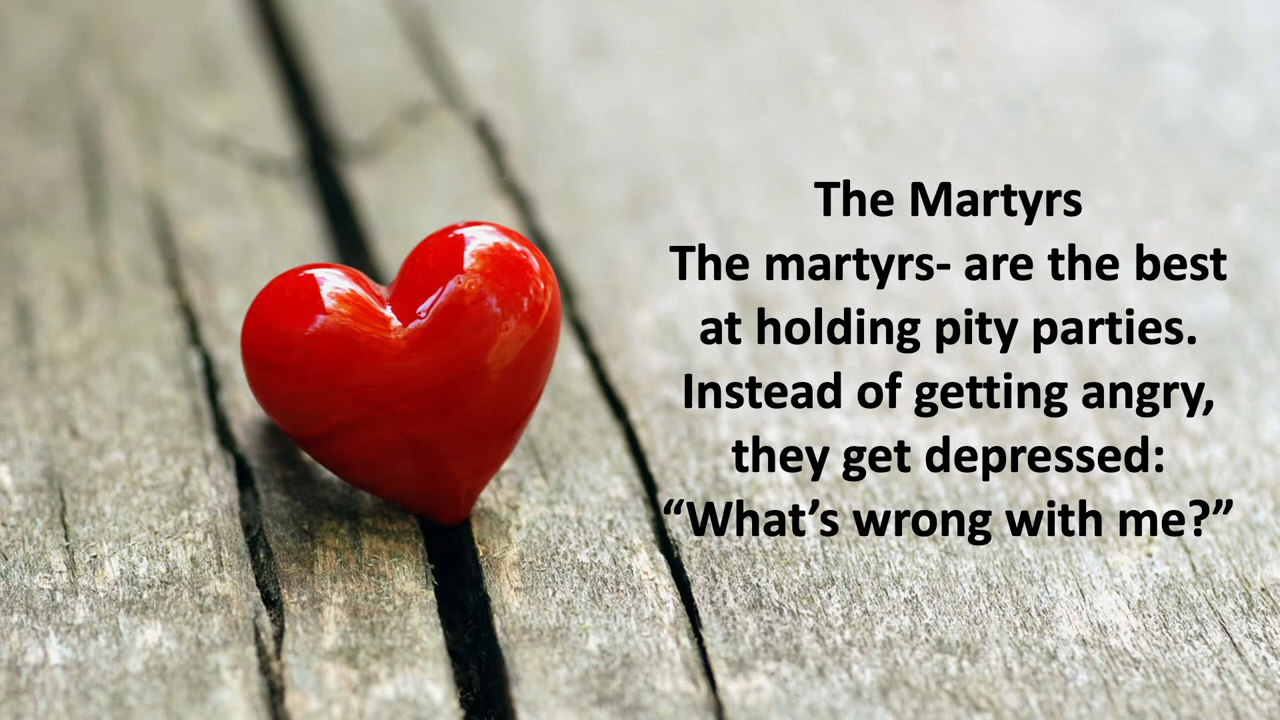 The Martyrs
The martyrs- are the best
at holding pity parties.
Instead of getting angry,
they get depressed:
“What’s wrong with me?”